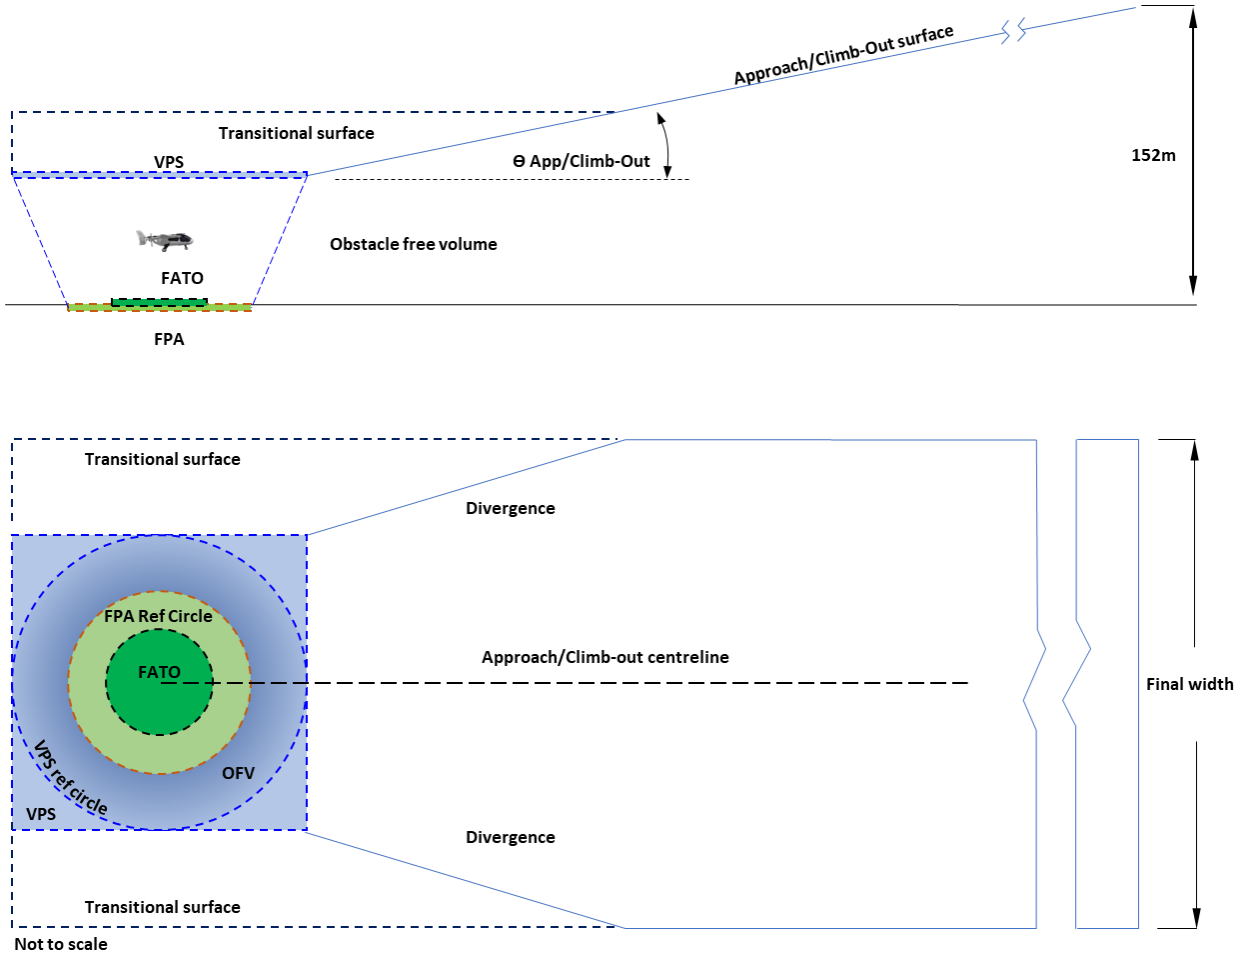 Approach/Climb-Out surface
Transitional surface
VPS
ϴ App/Climb-Out
152m
Obstacle free volume
FATO
FPA
Transitional surface
Divergence
FPA Ref Circle
FATO
Approach/Climb-out centreline
Final width
VPS ref circle
OFV
VPS
Divergence
Transitional surface
Not to scale